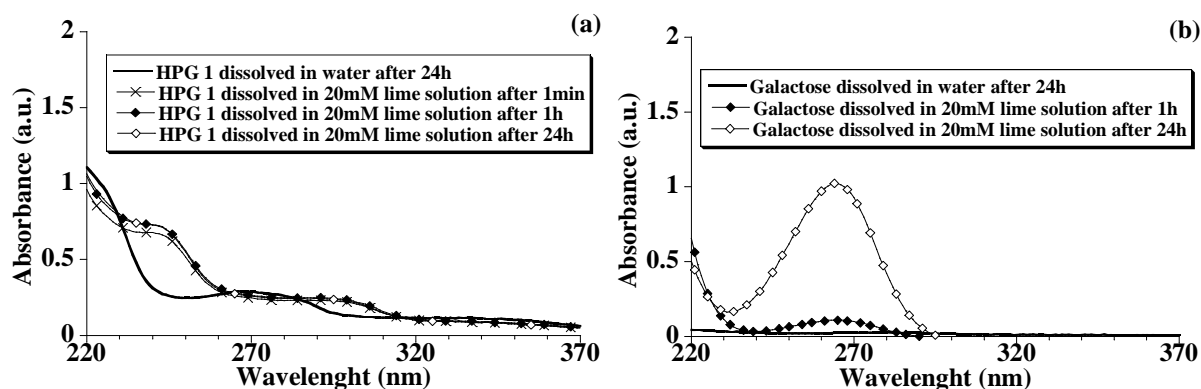 (a)
2
HPG 1 dissolved in water after 24h
HPG 1 dissolved in 20mM lime solution after 1min
HPG 1 dissolved in 20mM lime solution after 1h
HPG 1 dissolved in 20mM lime solution after 24h
1.5
1
0.5
0
220 270 320 370
Absorbance (a.u.)
Wavelenght (nm)
(b)
2
Galactose dissolved in water after 24h
Galactose dissolved in 20mM lime solution after 1h
Galactose dissolved in 20mM lime solution after 24h
1.5
1
0.5
0
220 270 320 370
Absorbance (a.u.)
Wavelenght (nm)